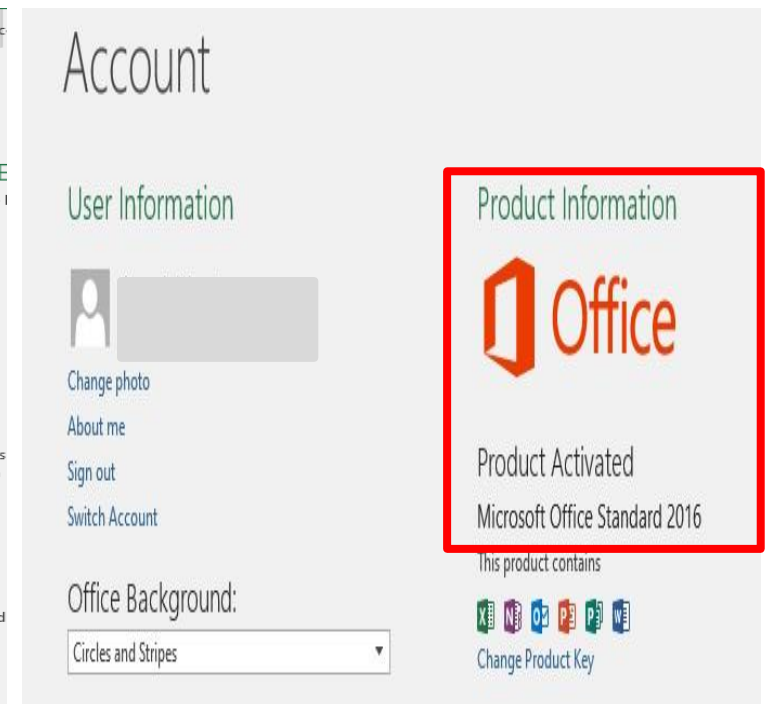 Account
User Information
Change photo
About me
Sign out
Switch Account
Office Background:
Circles and Stripes
Product Information
Office
Product Activated
Microsoft Office Standard 2016
This product contains
Change Product Key